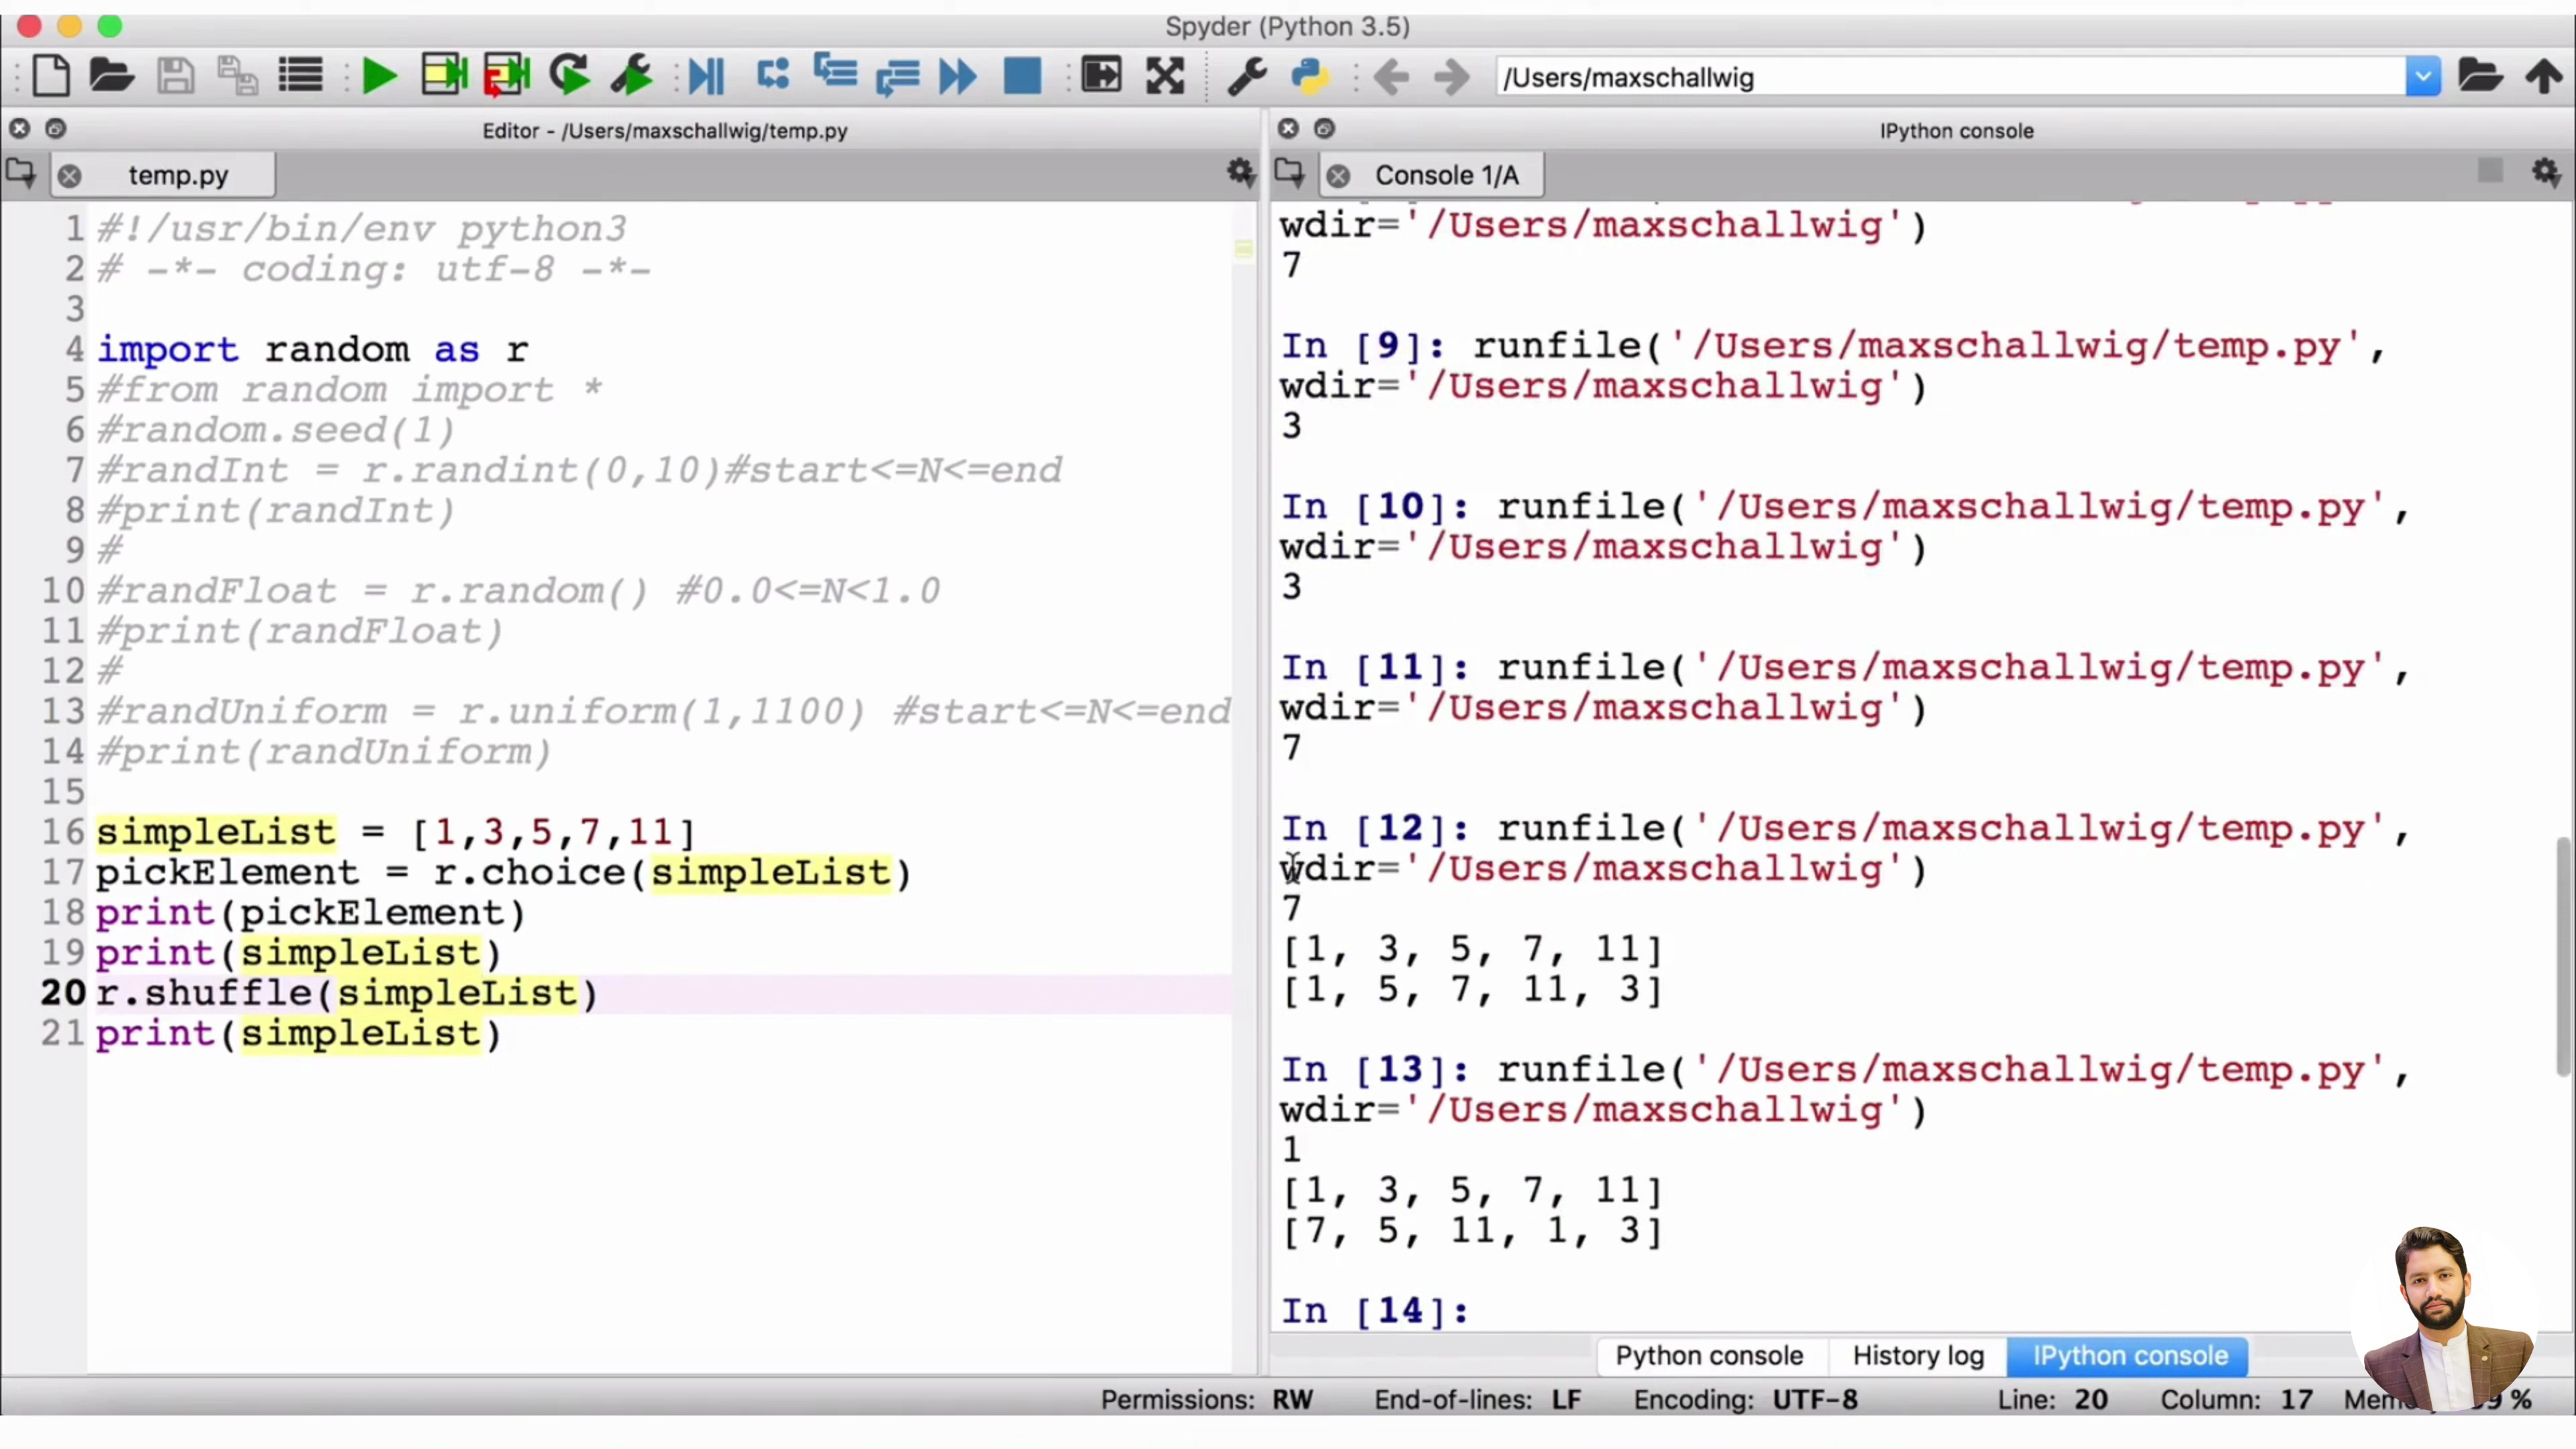 Spyder (Python 3.5)
/Users/maxschallwig
Editor - /Users/maxschallwig/temp.py
temp.py
1 #!/usr/bin/env python3
2 # -*- coding: utf-8 -*-
3
4 import random as r
5 #from random import *
6 #random.seed(1)
7 #randInt = r.randint(0,10)#start<=N<=end
8 #print(randInt)
9 #
10 #randFloat = r.random() #0.0<=N<1.0
11 #print(randFloat)
12 #
13 #randUniform = r.uniform(1,1100) #start<=N<=end
14 #print(randUniform)
15
16 simpleList = [1,3,5,7,11]
17 pickElement = r.choice(simpleList)
18 print(pickElement)
19 print(simpleList)
20 r.shuffle(simpleList)
21 print(simpleList)
IPython console
Console 1/A
wdir='/Users/maxschallwig')
7
In [9]: runfile('/Users/maxschallwig/temp.py',
wdir='/Users/maxschallwig')
3
In [10]: runfile('/Users/maxschallwig/temp.py',
wdir='/Users/maxschallwig')
3
In [11]: runfile('/Users/maxschallwig/temp.py',
wdir='/Users/maxschallwig')
7
In [12]: runfile('/Users/maxschallwig/temp.py',
wdir='/Users/maxschallwig')
7
[1, 3, 5, 7, 11]
[1, 5, 7, 11, 3]
In [13]: runfile('/Users/maxschallwig/temp.py',
wdir='/Users/maxschallwig')
1
[1, 3, 5, 7, 11]
[7, 5, 11, 1, 3]
In [14]:
Python console History log IPython console
Permissions: RW End-of-lines: LF Encoding: UTF-8 Line: 20 Column: 17